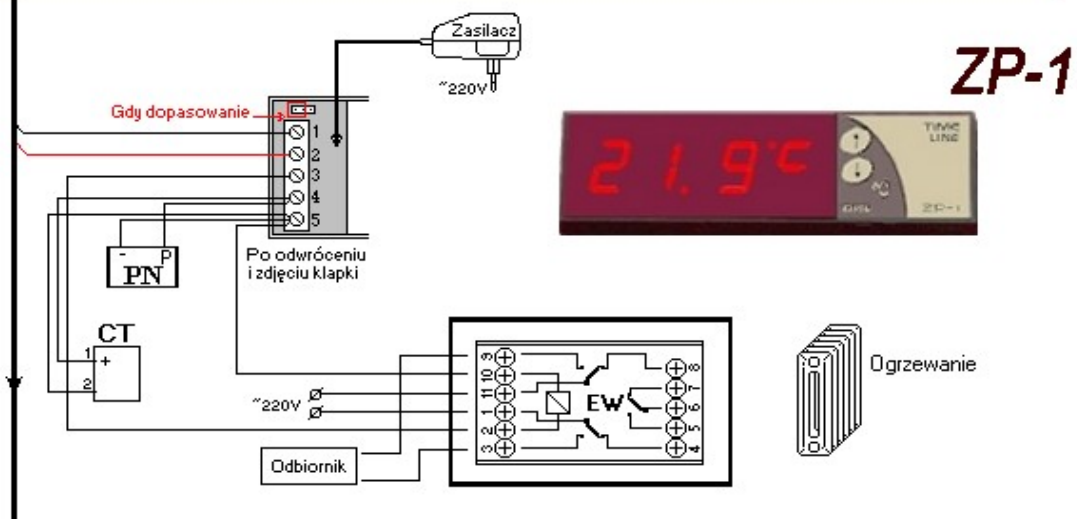 Zasilacz
~220V
ZP-1
Gdy dopasowanie
1
2
3
4
5
21.9°C
TIME
LINE
ZP-1
Po odwróceniu
i zdjęciu klapki
- P
PN
CT
1 +
2
~220V
9
10
11
1
2
3
EW
8
7
6
5
4
Odbiornik
Ogrzewanie